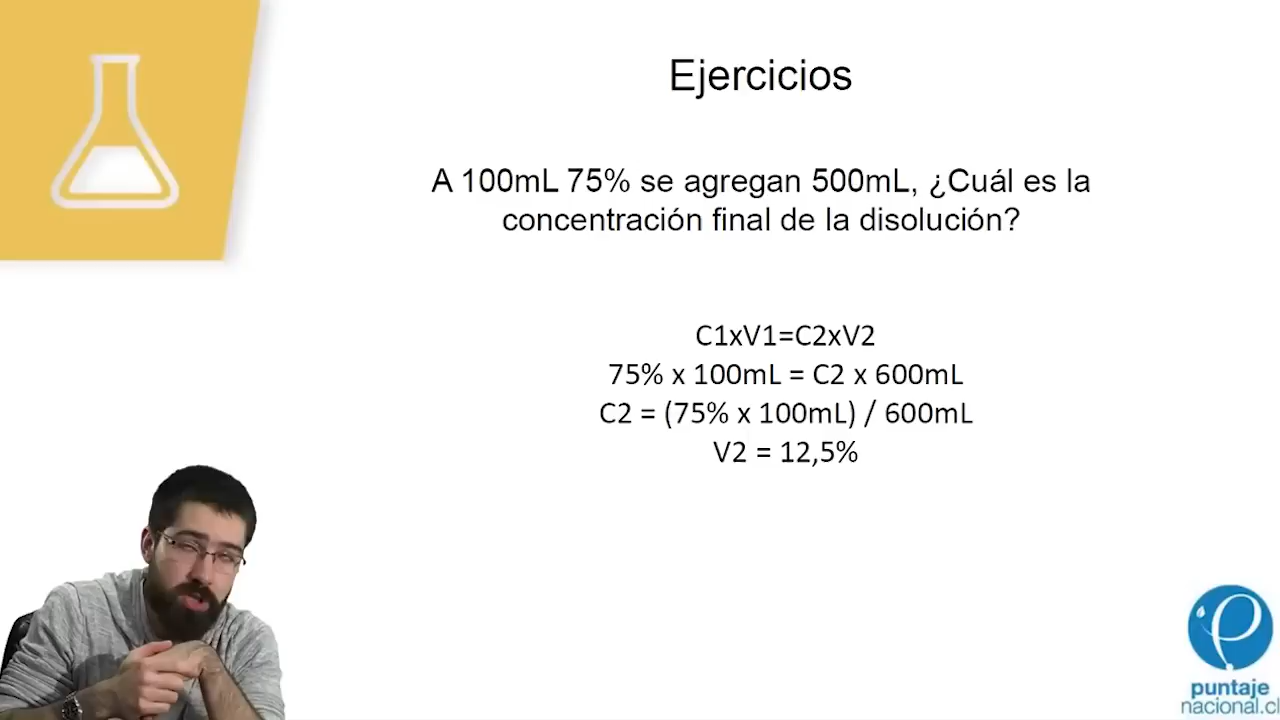 Ejercicios
A 100mL 75% se agregan 500mL, ¿Cuál es la
concentración final de la disolución?
C1xV1=C2xV2
75% x 100mL = C2 x 600mL
C2 = (75% x 100mL) / 600mL
V2 = 12,5%
puntaje
nacional.cl